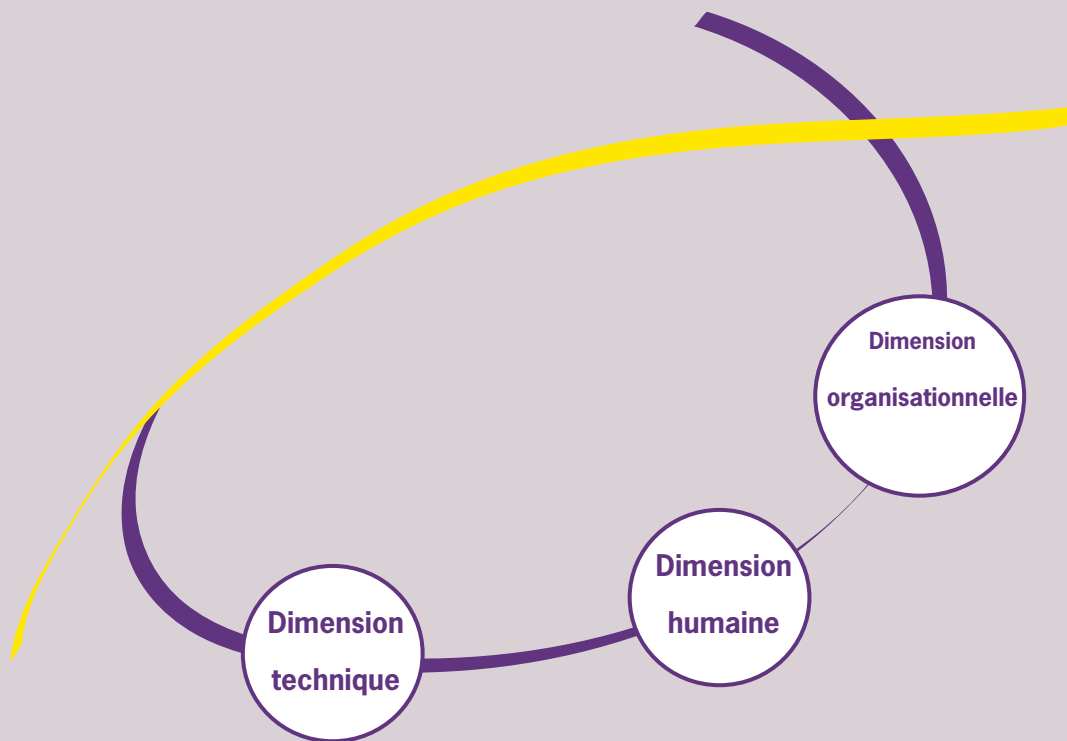 Dimension
organisationnelle
Dimension
humaine
Dimension
technique